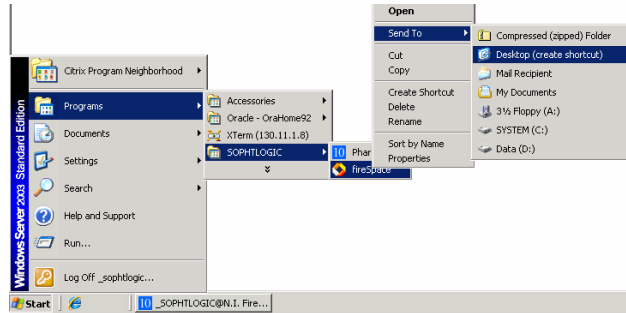 Open
Send To
Cut
Copy
Create Shortcut
Delete
Rename
Sort by Name
Properties
Compressed (zipped) Folder
Desktop (create shortcut)
Mail Recipient
My Documents
3½ Floppy (A:)
SYSTEM (C:)
Data (D:)
Citrix Program Neighborhood
Programs
Documents
Settings
Search
Help and Support
Run...
Log Off _sophtlogic...
Windows Server 2003 Standard Edition
Accessories
Oracle - OraHome92
XTerm (130.11.1.8)
SOPHTLOGIC
10 Phar
fireSpace
Start
10 _SOPHTLOGIC@N.I. Fire...